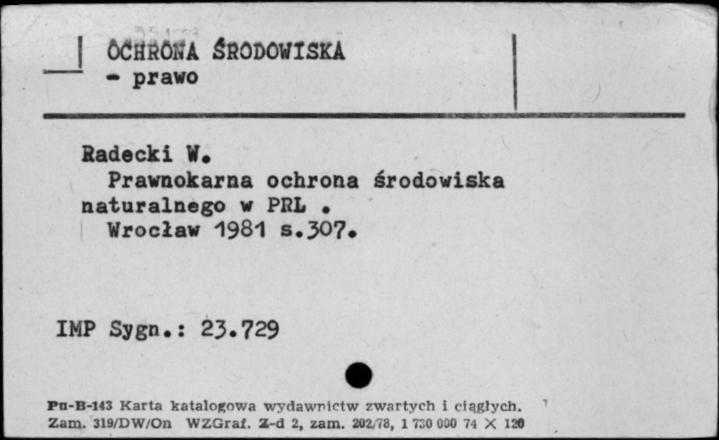 OCHRONA ŚRODOWISKA
- prawo
Radecki W.
Prawnokarna ochrona środowiska
naturalnego w PRL .
Wrocław 1981 s.307.
IMP Sygn.: 23.729
Pu-B-143 Karta katalogowa wydawnictw zwartych i ciągłych.
Zam. 319/DW/On WZGraf. Z-d 2, zam. 202/78, 1 730 000 74 X 120